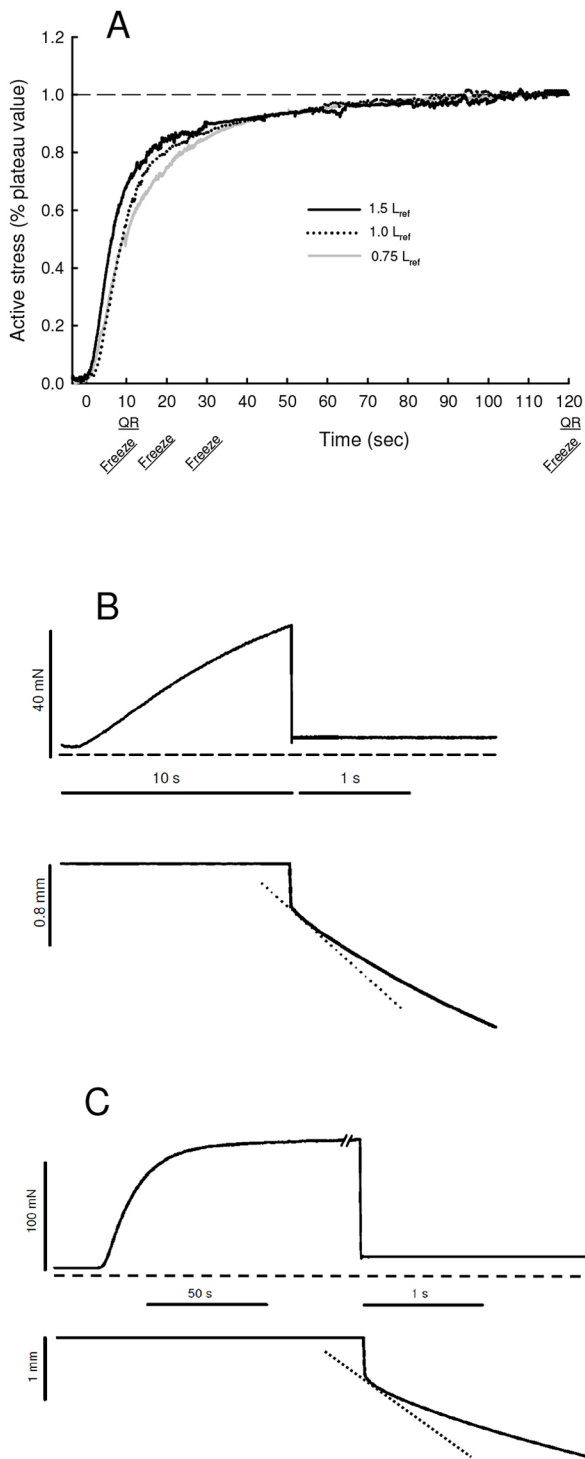 A
1.2
1.0
0.8
0.6
0.4
0.2
0.0
Active stress (% plateau value)
1.5 Lref
1.0 Lref
0.75 Lref
0 10 20 30 40 50 60 70 80 90 100 110 120
QR QR
Time (sec)
Freeze Freeze Freeze Freeze
B
40 mN
10 s 1 s
0.8 mm
C
100 mN
50 s 1 s
1 mm